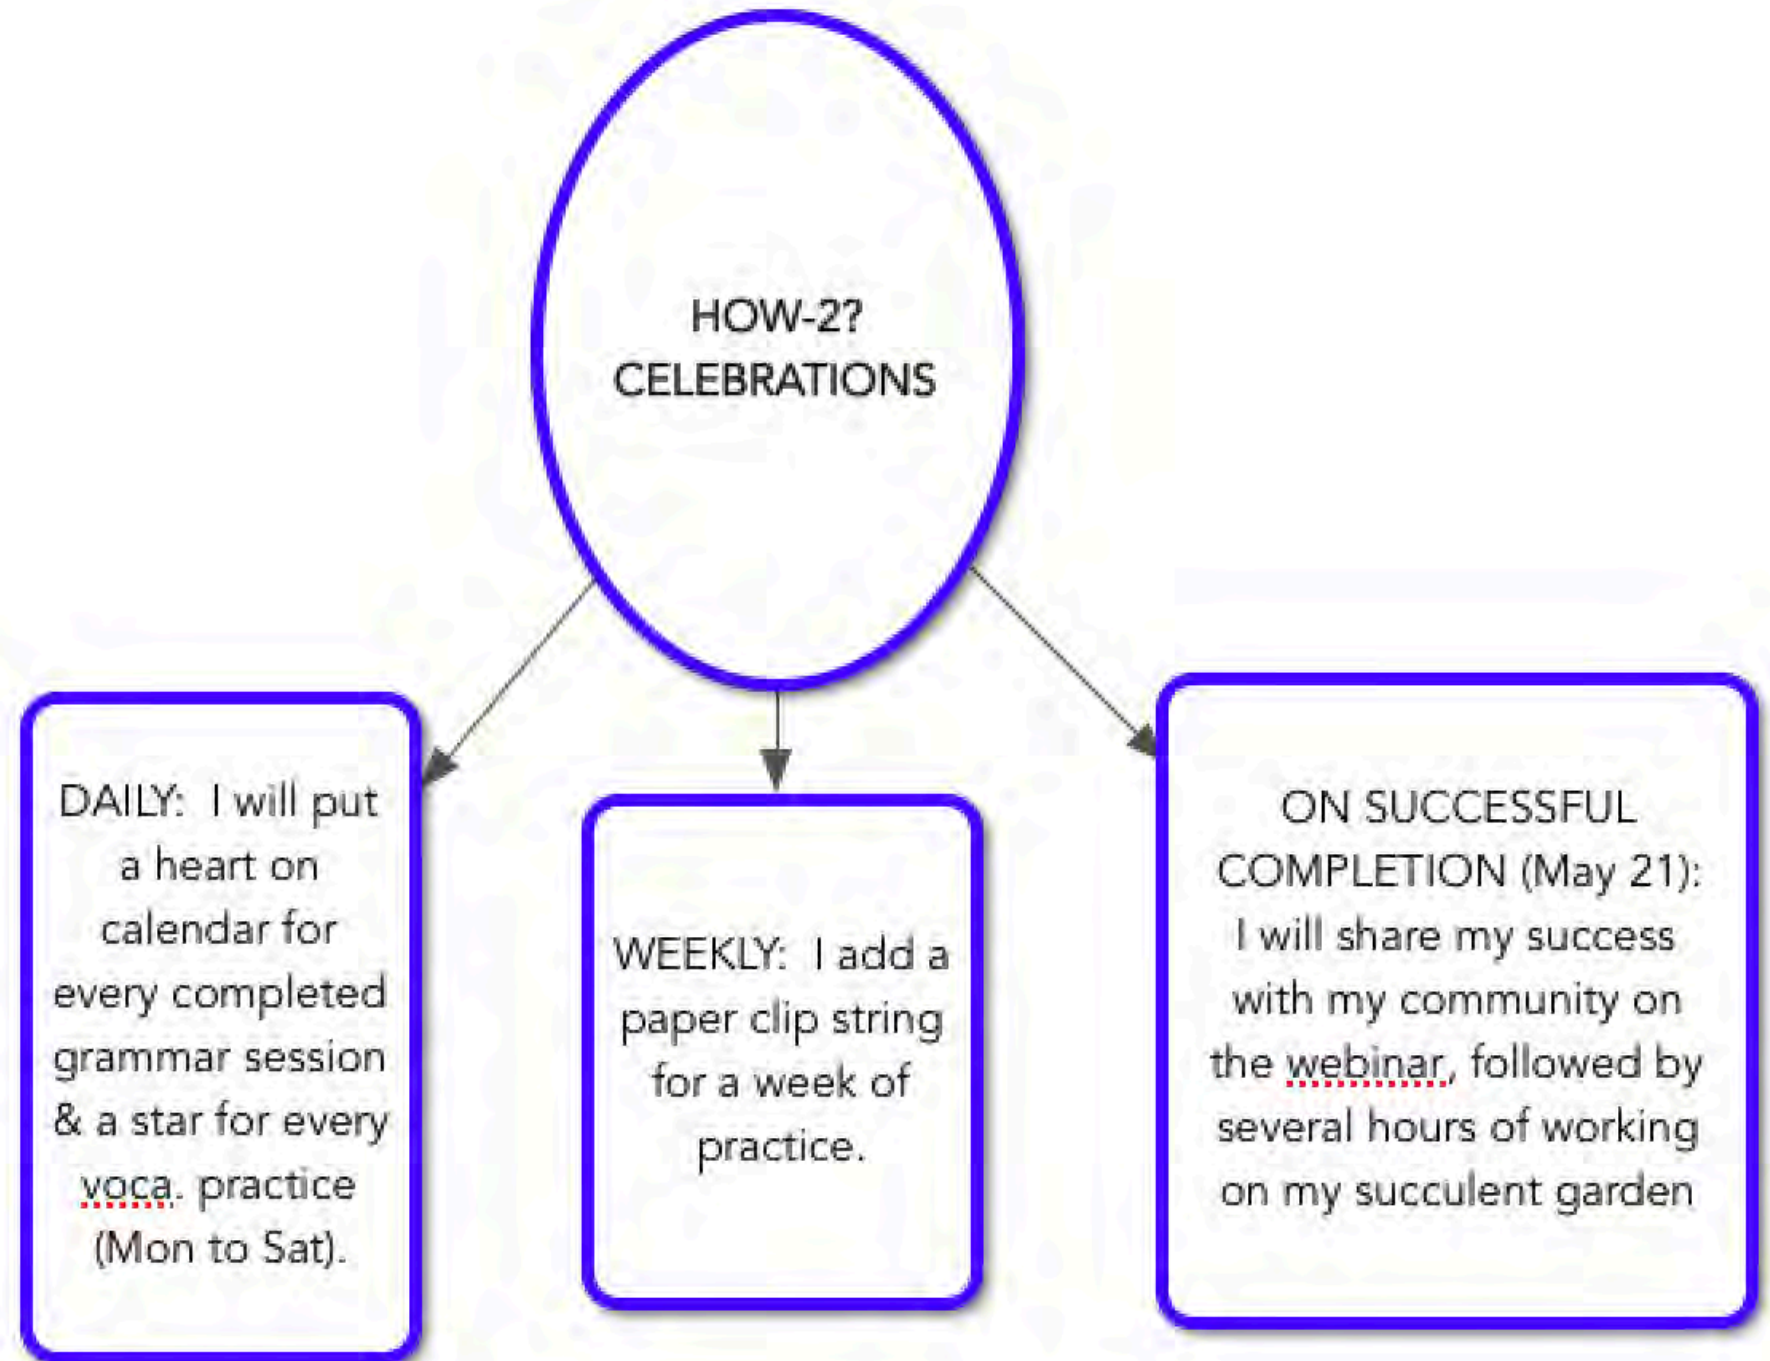 HOW-2?
CELEBRATIONS
DAILY:  I will put
a heart on
calendar for
every completed
grammar session
& a star for every
voca. practice
(Mon to Sat).
WEEKLY:  I add a
paper clip string
for a week of
practice.
ON SUCCESSFUL
COMPLETION (May 21):
I will share my success
with my community on
the webinar, followed by
several hours of working
on my succulent garden